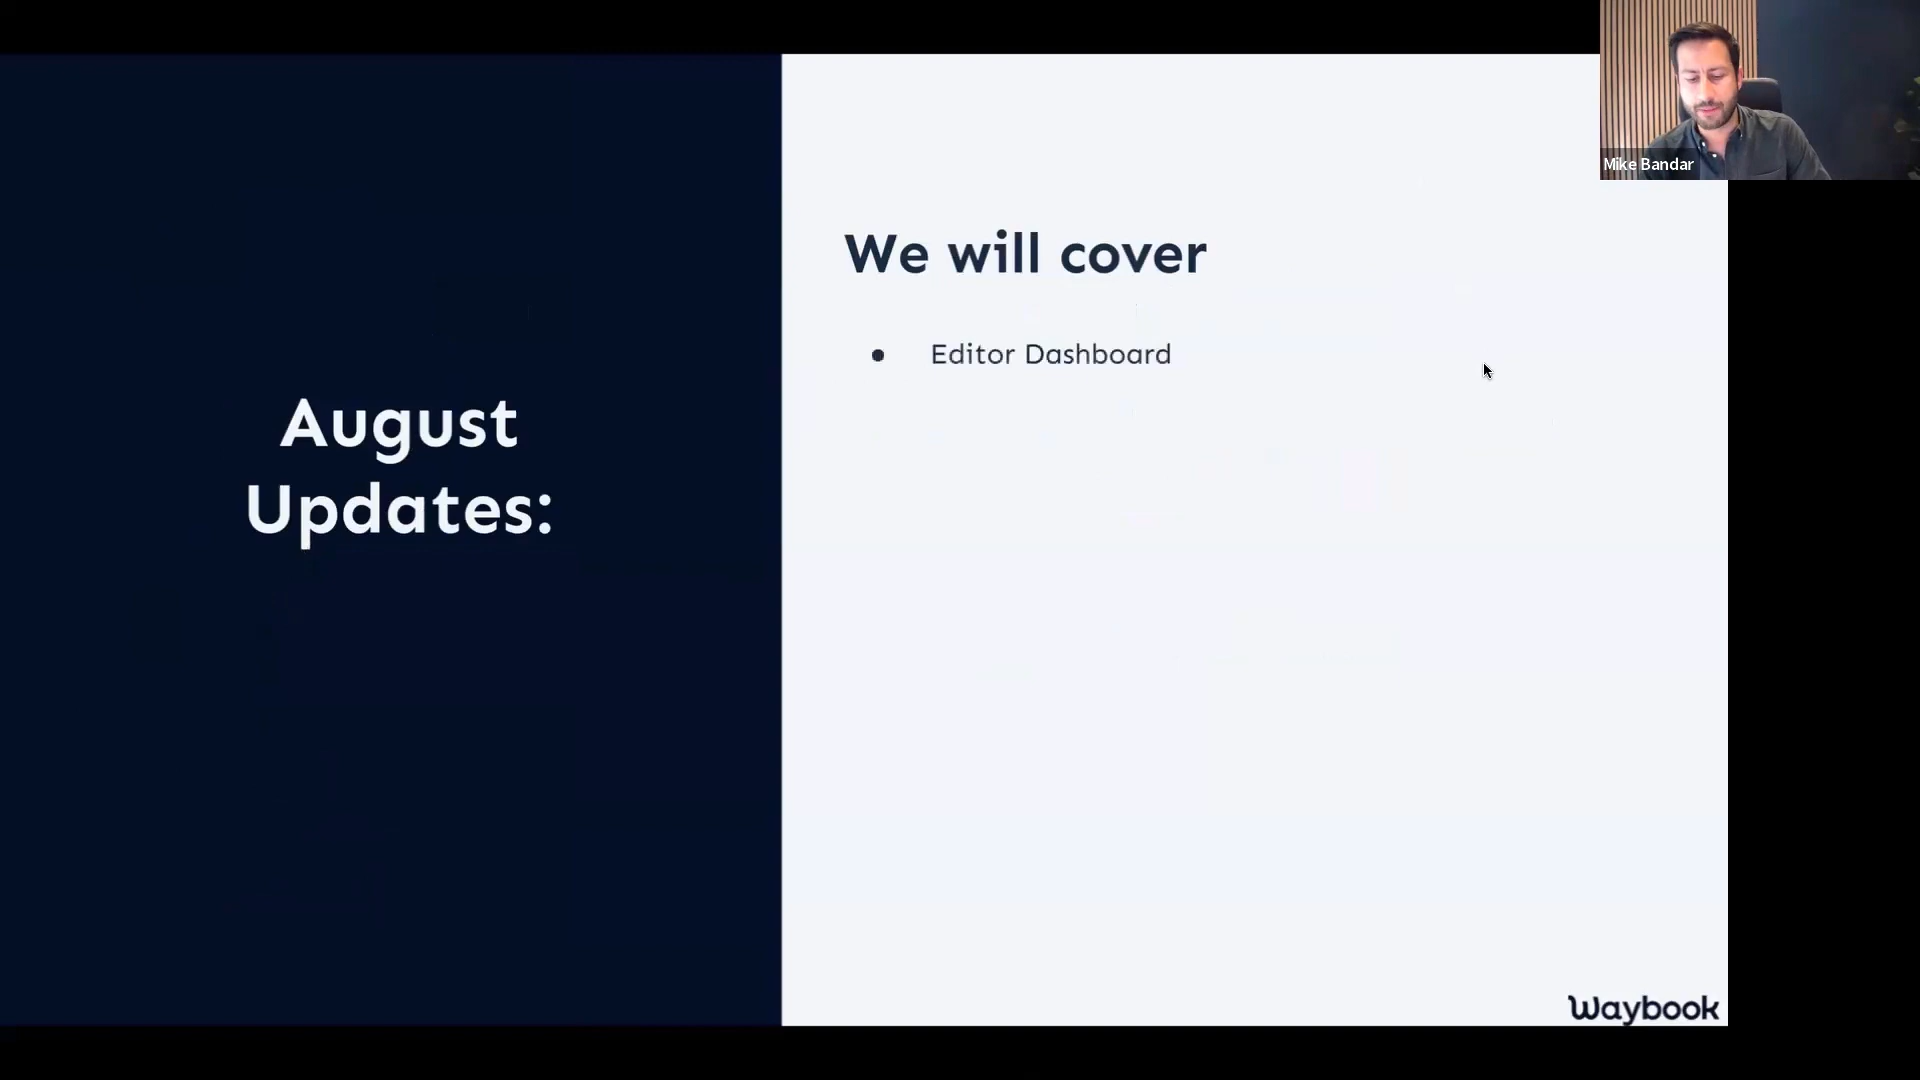 Mike Bandar
August
Updates:
We will cover
● Editor Dashboard
Waybook